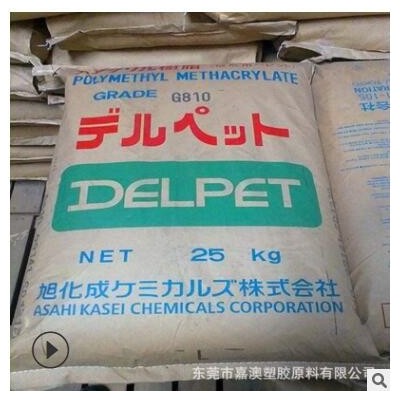 POLYMETHYL METHACRYLATE
GRADE G810
デルペット
DELPET
NET 25 kg
旭化成ケミカルズ株式会社
ASAHI KASEI CHEMICALS CORPORATION
东莞市嘉澳塑胶原料有限公司